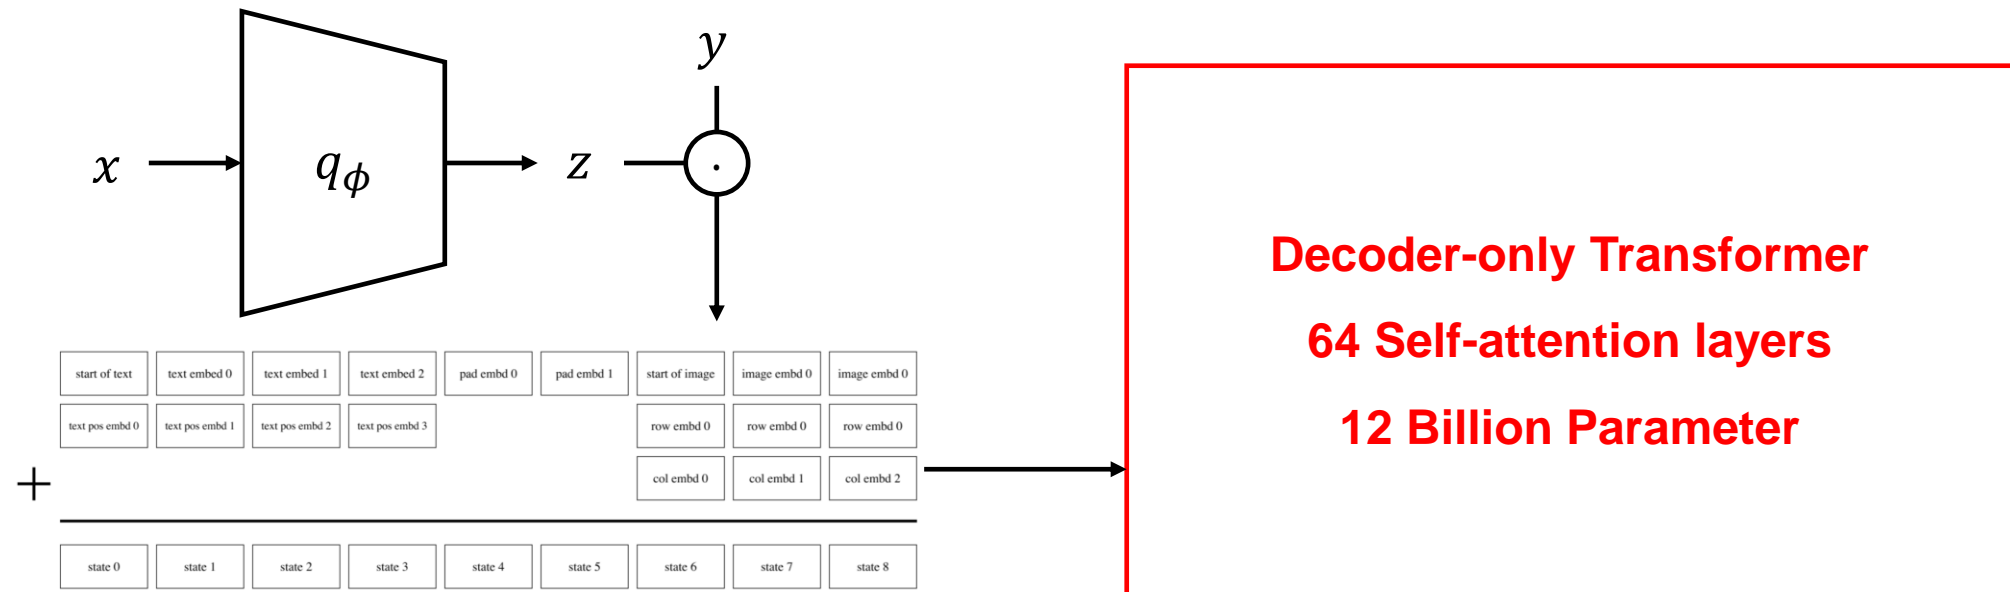 y
x
qϕ
z
.
Decoder-only Transformer
64 Self-attention layers
12 Billion Parameter
start of text text embed 0 text embed 1 text embed 2 pad embd 0 pad embd 1 start of image image embd 0 image embd 0
text pos embd 0 text pos embd 1 text pos embd 2 text pos embd 3 row embd 0 row embd 0 row embd 0
col embd 0 col embd 1 col embd 2
+
state 0 state 1 state 2 state 3 state 4 state 5 state 6 state 7 state 8